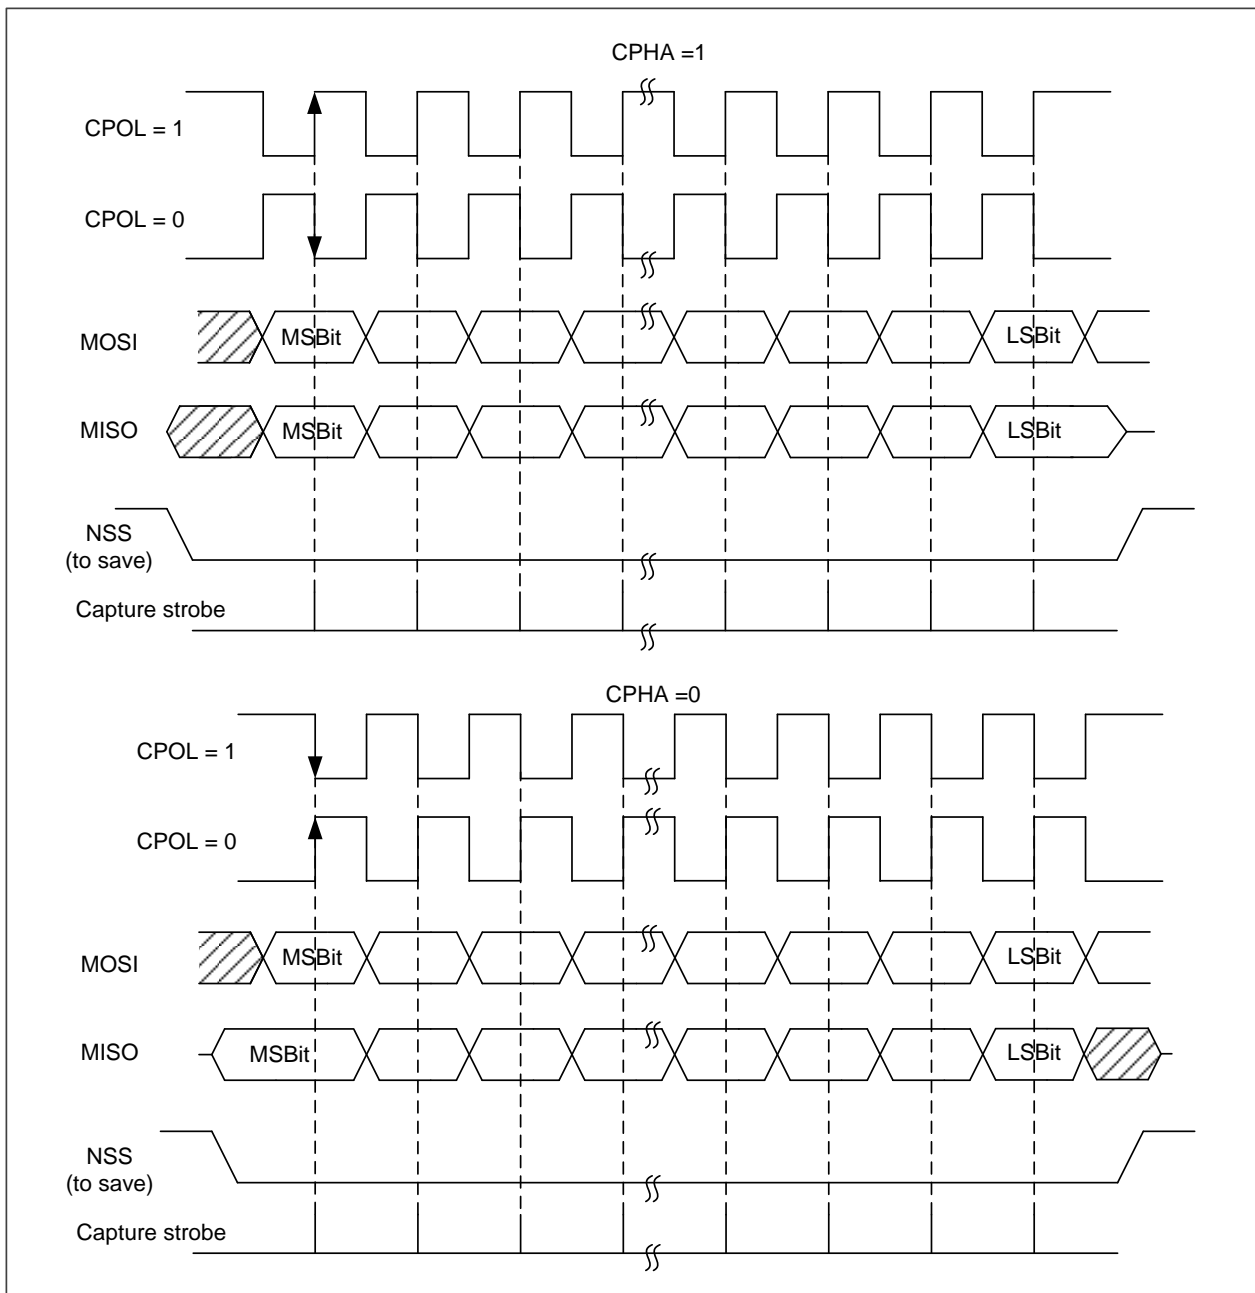 CPHA =1
CPOL = 1
CPOL = 0
MOSI
MSBit
LSBit
MISO
MSBit
LSBit
NSS
(to save)
Capture strobe
CPHA =0
CPOL = 1
CPOL = 0
MOSI
MSBit
LSBit
MISO
MSBit
LSBit
NSS
(to save)
Capture strobe